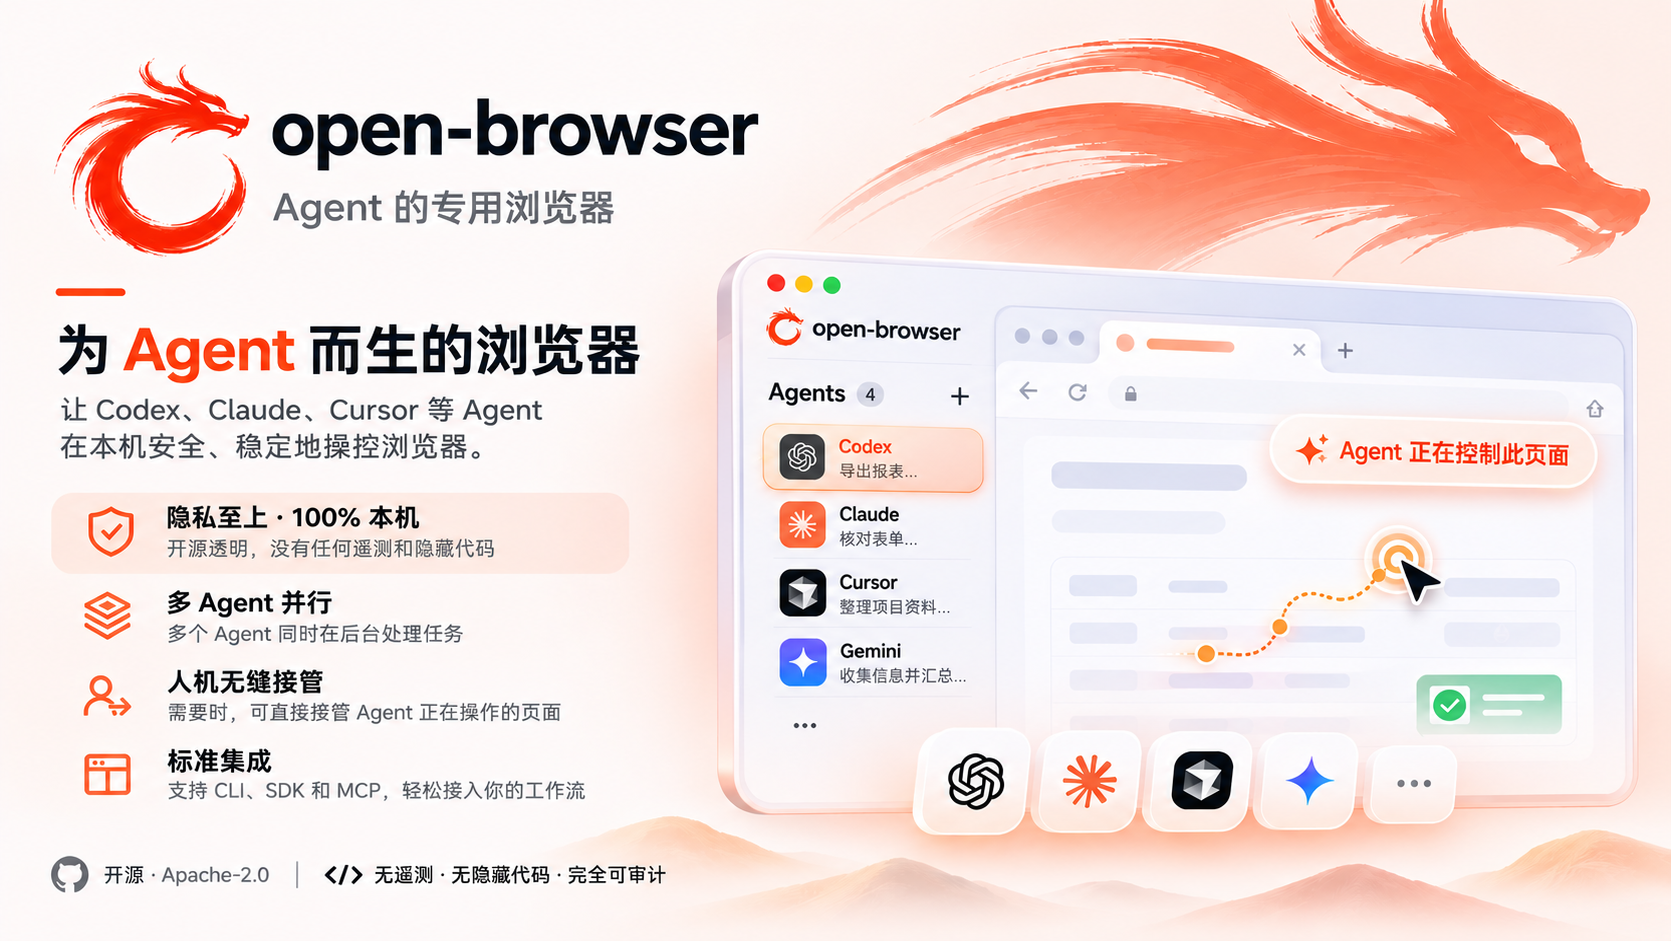 open-browser
Agent 的专用浏览器
为 Agent 而生的浏览器
让 Codex、Claude、Cursor 等 Agent
在本机安全、稳定地操控浏览器。
隐私至上 · 100% 本机
开源透明，没有任何遥测和隐藏代码
多 Agent 并行
多个 Agent 同时在后台处理任务
人机无缝接管
需要时，可直接接管 Agent 正在操作的页面
标准集成
支持 CLI、SDK 和 MCP，轻松接入你的工作流
开源 · Apache-2.0
无遥测 · 无隐藏代码 · 完全可审计
open-browser
Agents 4
Codex
导出报表...
Claude
核对表单...
Cursor
整理项目资料...
Gemini
收集信息并汇总...
Agent 正在控制此页面